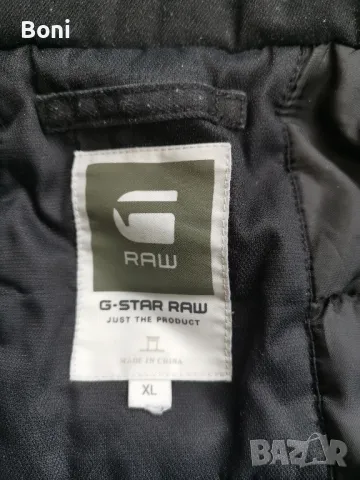 Boni
RAW
G-STAR RAW
JUST THE PRODUCT
MADE IN CHINA
XL
bazar